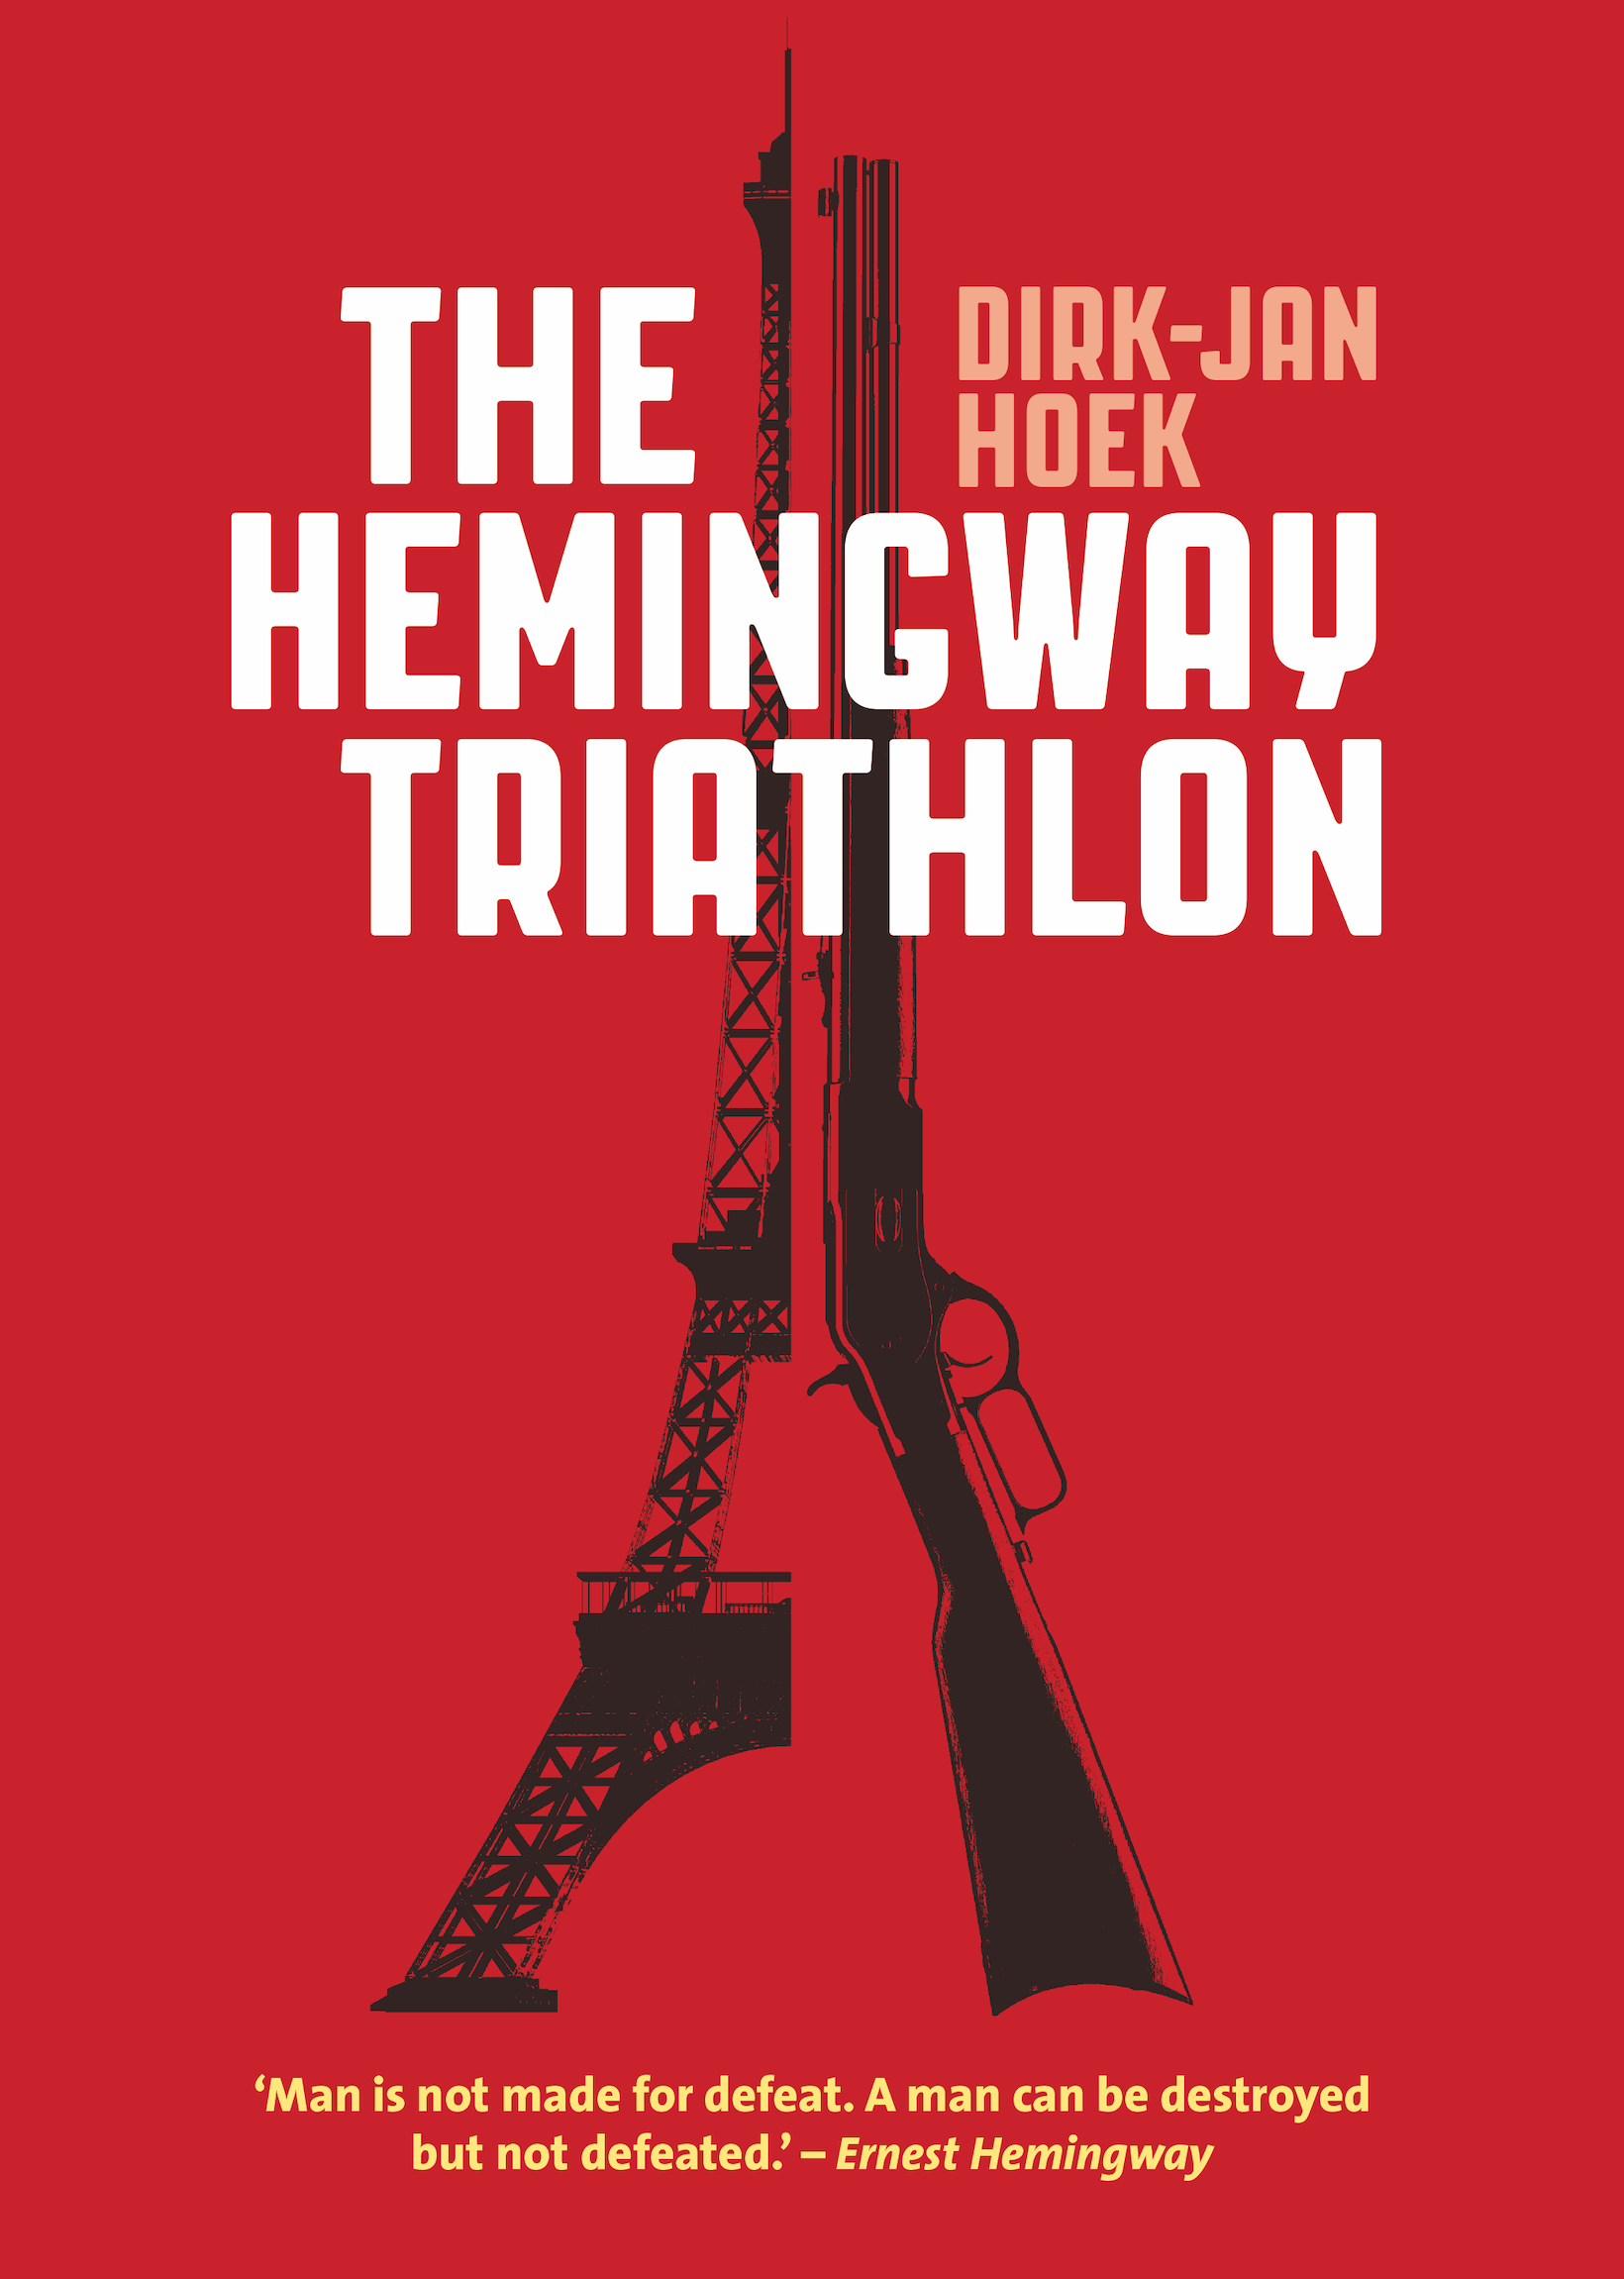 THE
DIRK-JAN
HOEK
HEMINGWAY
TRIATHLON
‘Man is not made for defeat. A man can be destroyed
but not defeated.’ – Ernest Hemingway